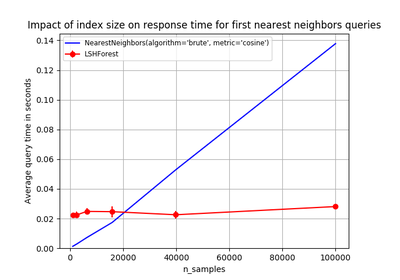 Impact of index size on response time for first nearest neighbors queries
NearestNeighbors(algorithm='brute', metric='cosine')
LSHForest
Average query time in seconds
0.14
0.12
0.10
0.08
0.06
0.04
0.02
0.00
0 20000 40000 60000 80000 100000
n_samples